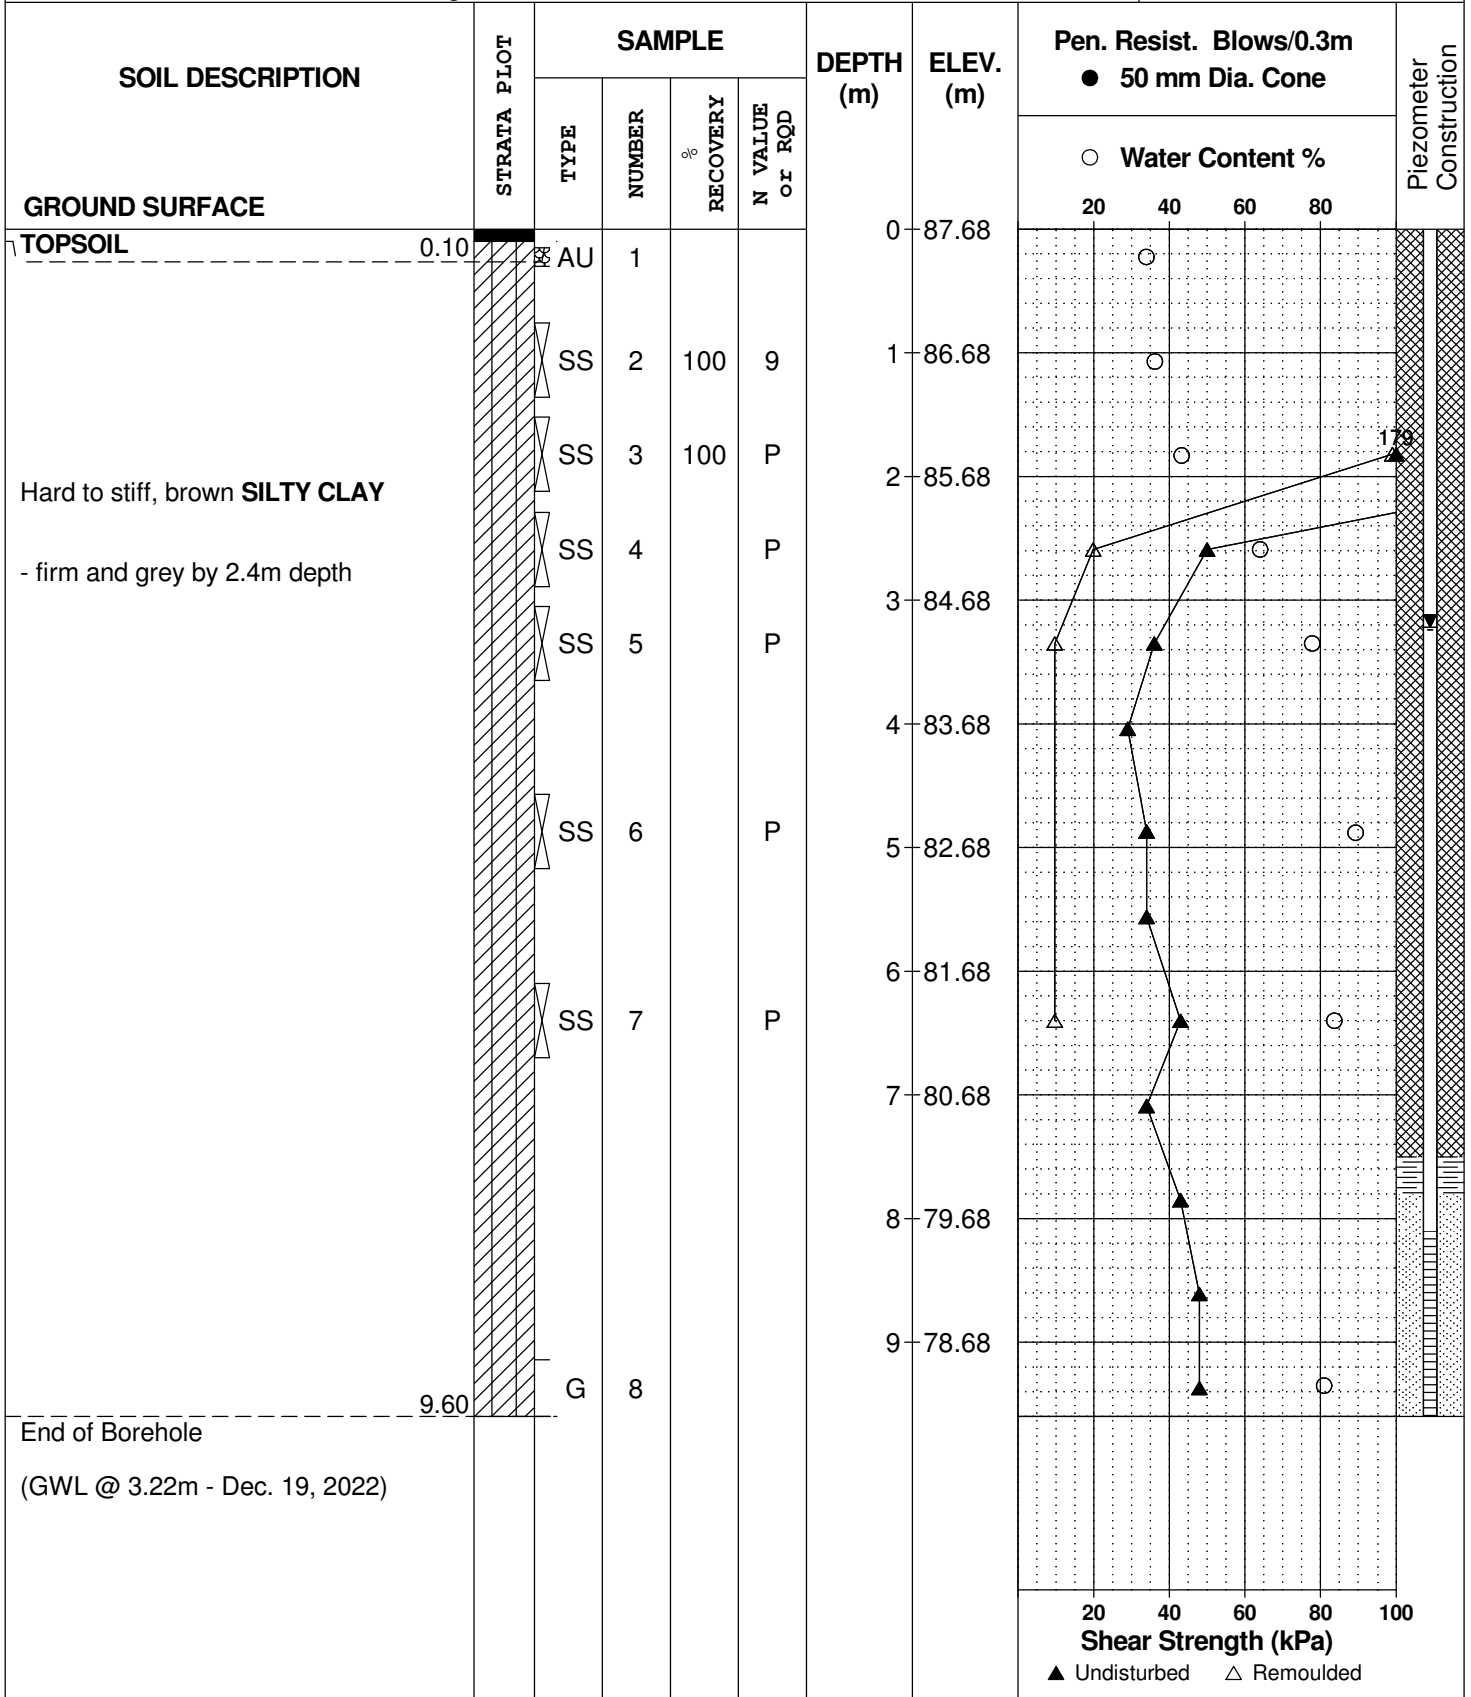 SOIL DESCRIPTION
GROUND SURFACE
STRATA PLOT
SAMPLE
TYPE
NUMBER
%
RECOVERY
N VALUE
or RQD
DEPTH
(m)
ELEV.
(m)
Pen. Resist. Blows/0.3m
● 50 mm Dia. Cone
○ Water Content %
20 40 60 80
Piezometer
Construction
0 87.68
TOPSOIL 0.10
AU 1
1 86.68
SS 2 100 9
179
SS 3 100 P
2 85.68
Hard to stiff, brown SILTY CLAY
SS 4 P
- firm and grey by 2.4m depth
3 84.68
SS 5 P
4 83.68
SS 6 P
5 82.68
6 81.68
SS 7 P
7 80.68
8 79.68
9 78.68
G 8
9.60
End of Borehole
(GWL @ 3.22m - Dec. 19, 2022)
20 40 60 80 100
Shear Strength (kPa)
▲ Undisturbed △ Remoulded